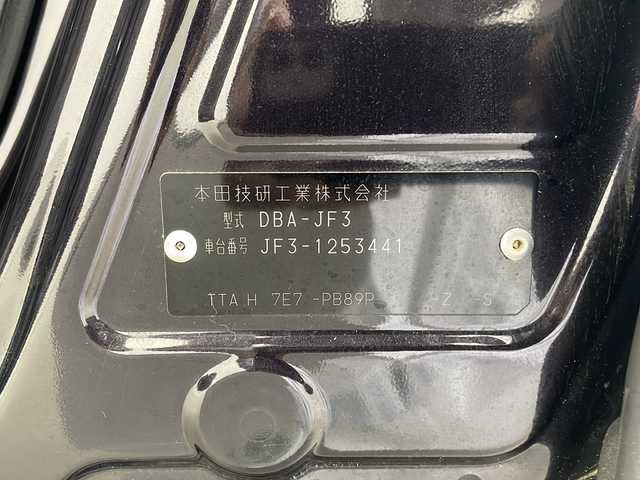 本田技研工業株式会社
型式 DBA-JF3
車台番号 JF3-1253441
TTA H 7E7 -PB89P Z -S